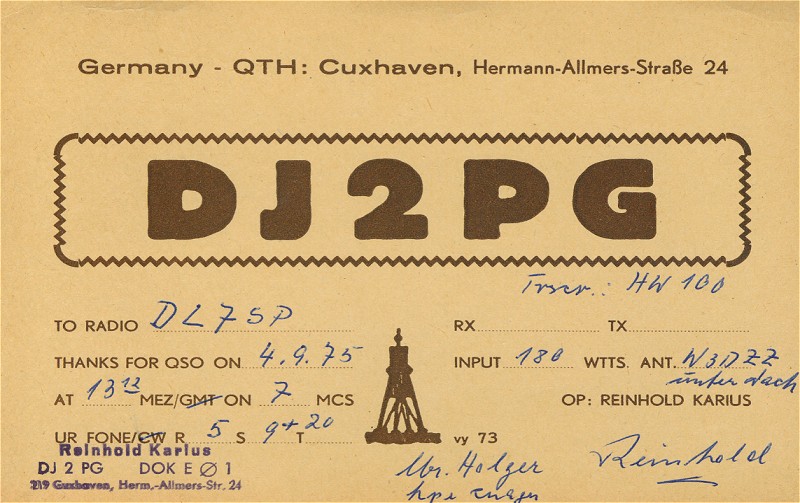 Germany - QTH: Cuxhaven, Hermann-Allmers-Straße 24
DJ2PG
Trscr.: HW 100
TO RADIO DL7SP RX TX
THANKS FOR QSO ON 4.9.75 INPUT 180 WTTS. ANT. W3DZZ
unter dach
AT 13 12 MEZ/GMT ON 7 MCS OP: REINHOLD KARIUS
UR FONE/CW R 5 S 9+20 T vy 73
Reinhold Karius
DJ 2 PG DOK E Ø 1
219 Cuxhaven, Herm.-Allmers-Str. 24
Reinhold
Holger